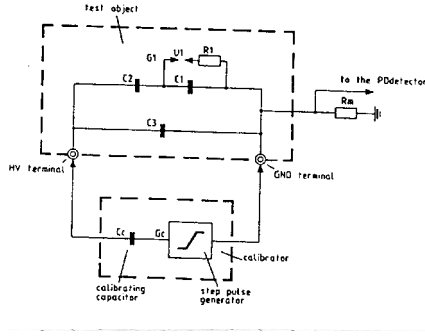 test object
G1 U1 R1
C2 C1
to the PDdetector
Rm
C3
HV terminal
GND terminal
Cc Gc
calibrator
calibrating
capacitor
step pulse
generator